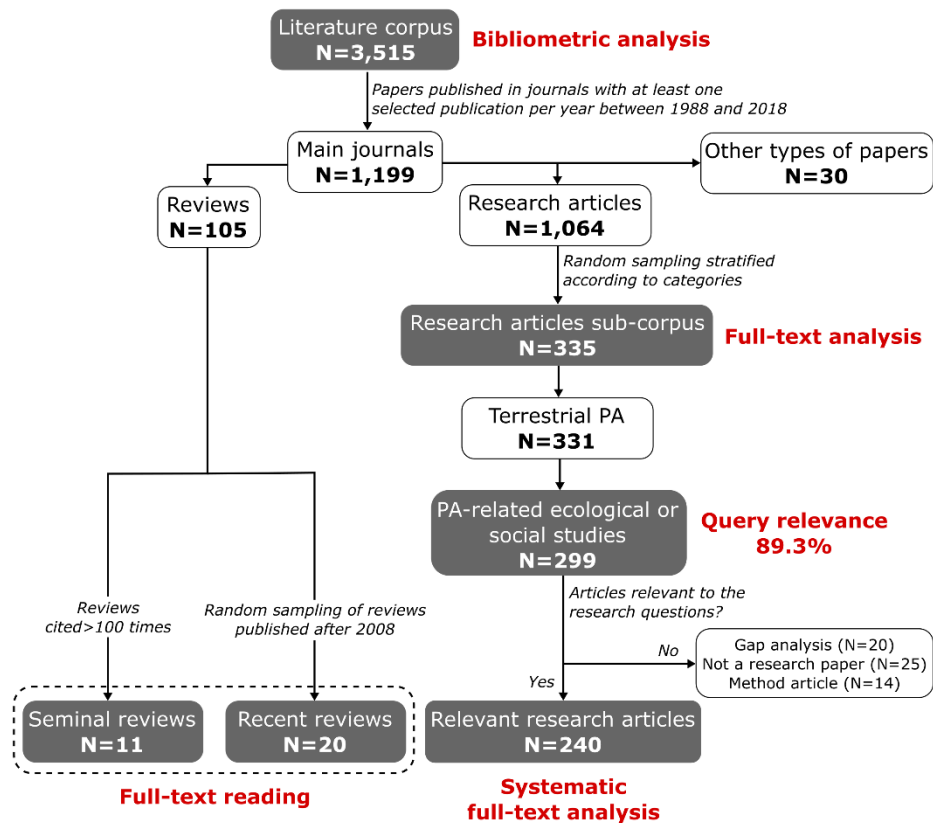 Literature corpus
N=3,515
Bibliometric analysis
Papers published in journals with at least one
selected publication per year between 1988 and 2018
Main journals
N=1,199
Other types of papers
N=30
Reviews
N=105
Research articles
N=1,064
Random sampling stratified
according to categories
Research articles sub-corpus
N=335
Full-text analysis
Terrestrial PA
N=331
PA-related ecological or
social studies
N=299
Query relevance
89.3%
Articles relevant to the
research questions?
Reviews
cited>100 times
Random sampling of reviews
published after 2008
No
Gap analysis (N=20)
Not a research paper (N=25)
Method article (N=14)
Yes
Seminal reviews
N=11
Recent reviews
N=20
Relevant research articles
N=240
Full-text reading
Systematic
full-text analysis